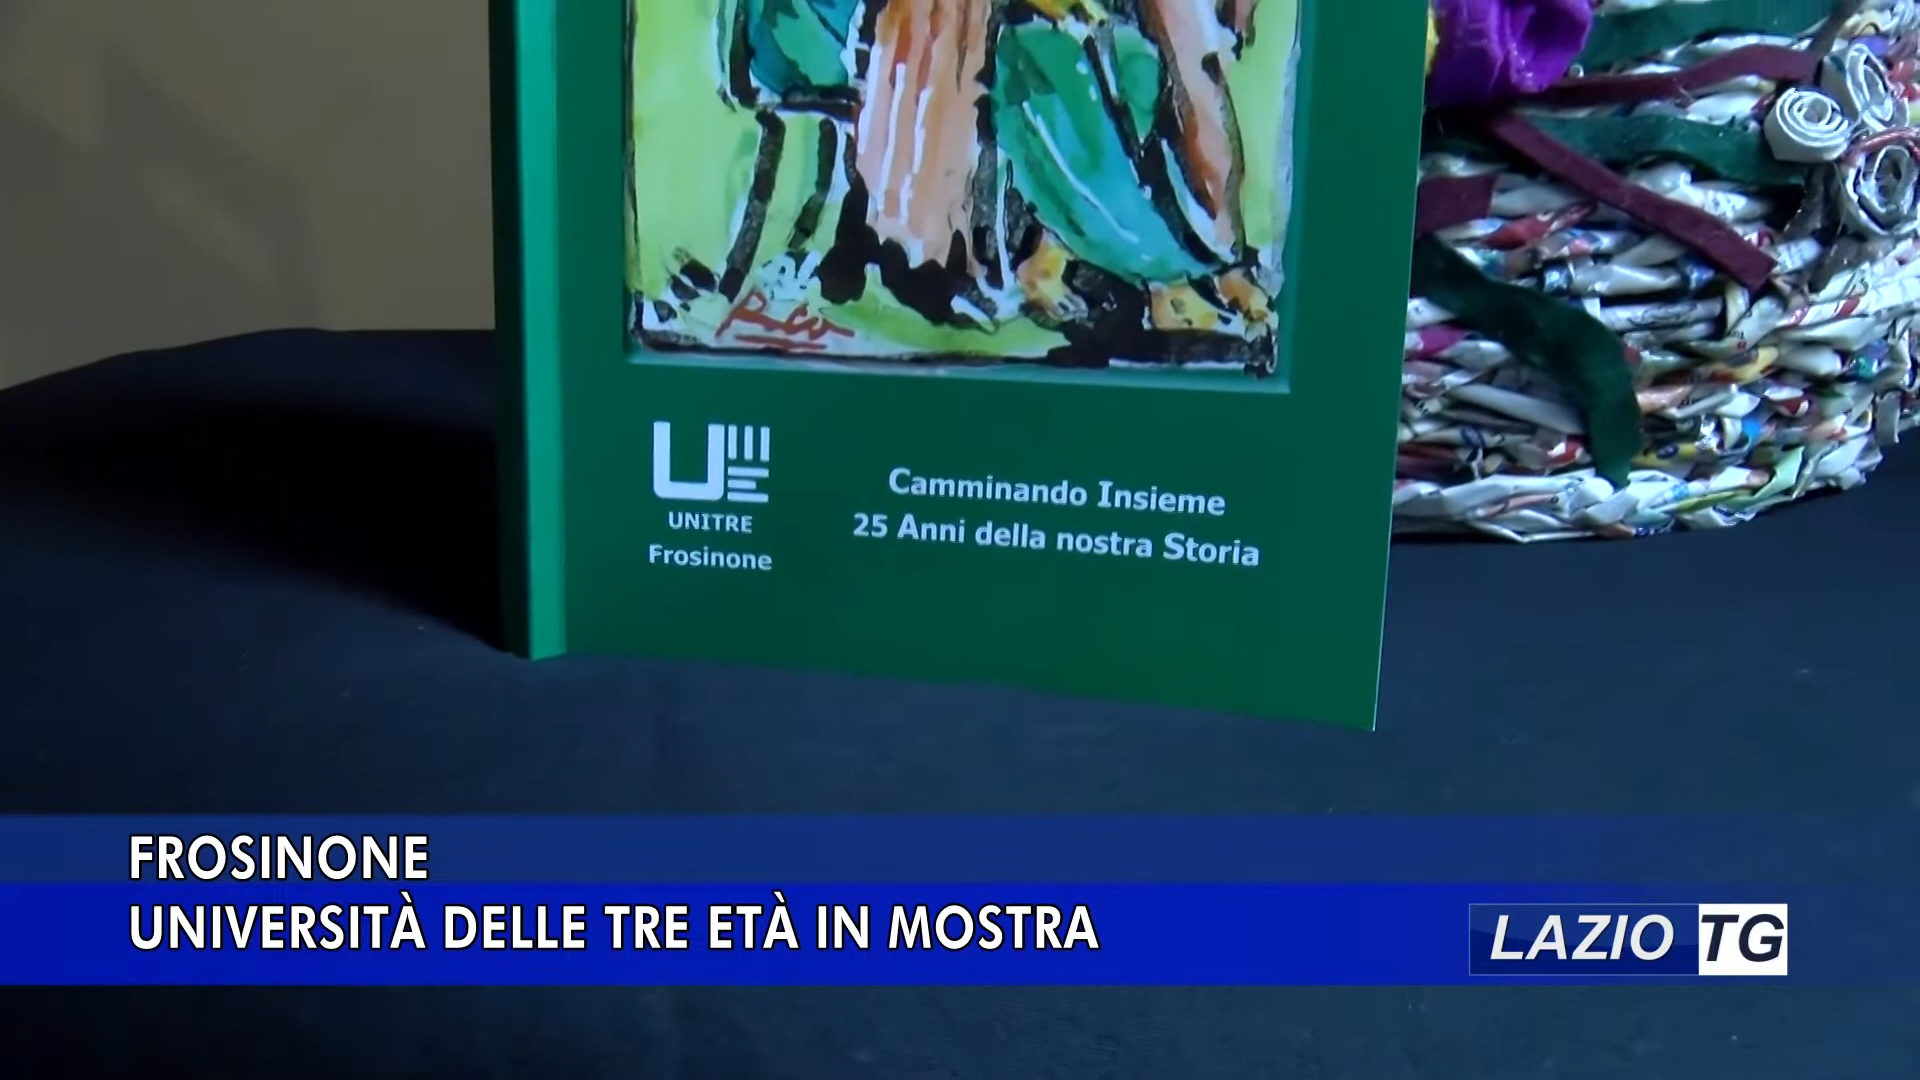 UNITRE
Frosinone
Camminando Insieme
25 Anni della nostra Storia
FROSINONE
UNIVERSITÀ DELLE TRE ETÀ IN MOSTRA
LAZIO TG